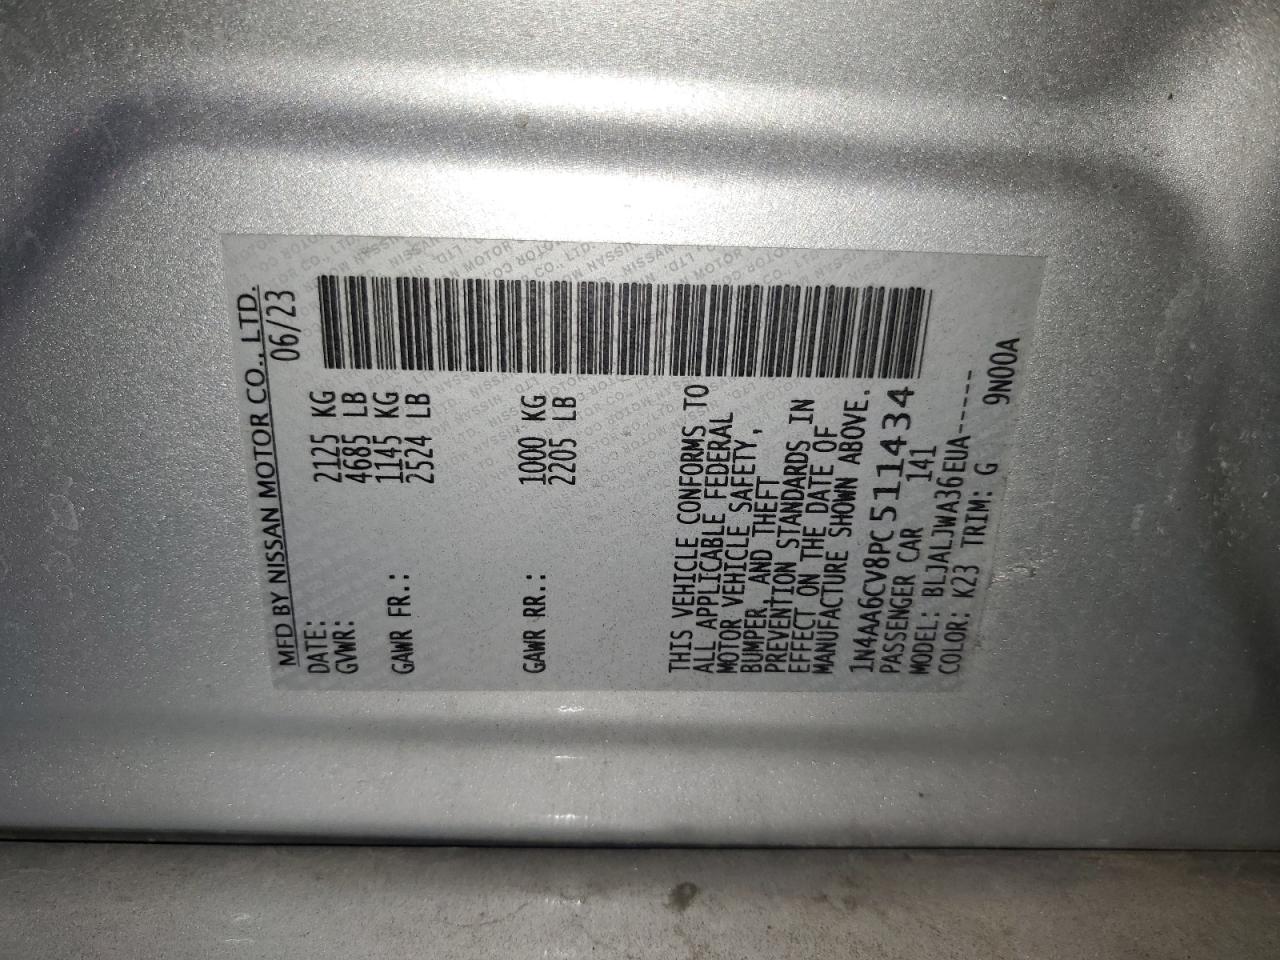 MFD BY NISSAN MOTOR CO., LTD.
DATE: 06/23
GVWR: 2125 KG
4685 LB
GAWR FR.: 1145 KG
2524 LB
GAWR RR.: 1000 KG
2205 LB
THIS VEHICLE CONFORMS TO
ALL APPLICABLE FEDERAL
MOTOR VEHICLE SAFETY,
BUMPER, AND THEFT
PREVENTION STANDARDS IN
EFFECT ON THE DATE OF
MANUFACTURE SHOWN ABOVE.
1N4AA6CV8PC511434
PASSENGER CAR 141
MODEL: BLJALJWA36EUA-----
COLOR: K23 TRIM: G 9N00A